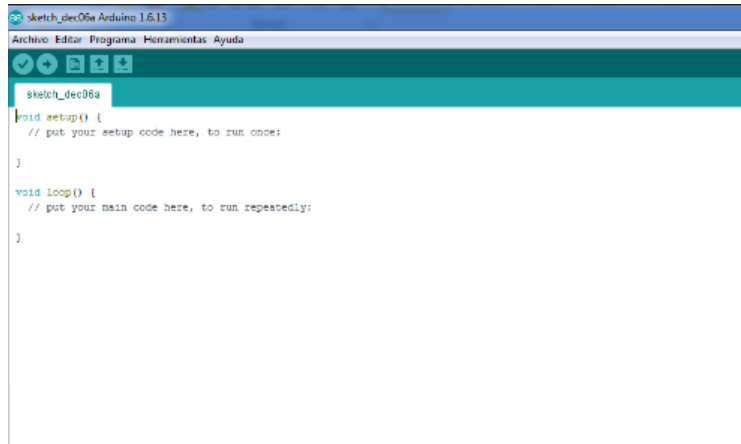 sketch_dec06a Arduino 1.6.13
Archivo Editar Programa Herramientas Ayuda
sketch_dec06a
void setup() {
// put your setup code here, to run once:
}
void loop() {
// put your main code here, to run repeatedly:
}